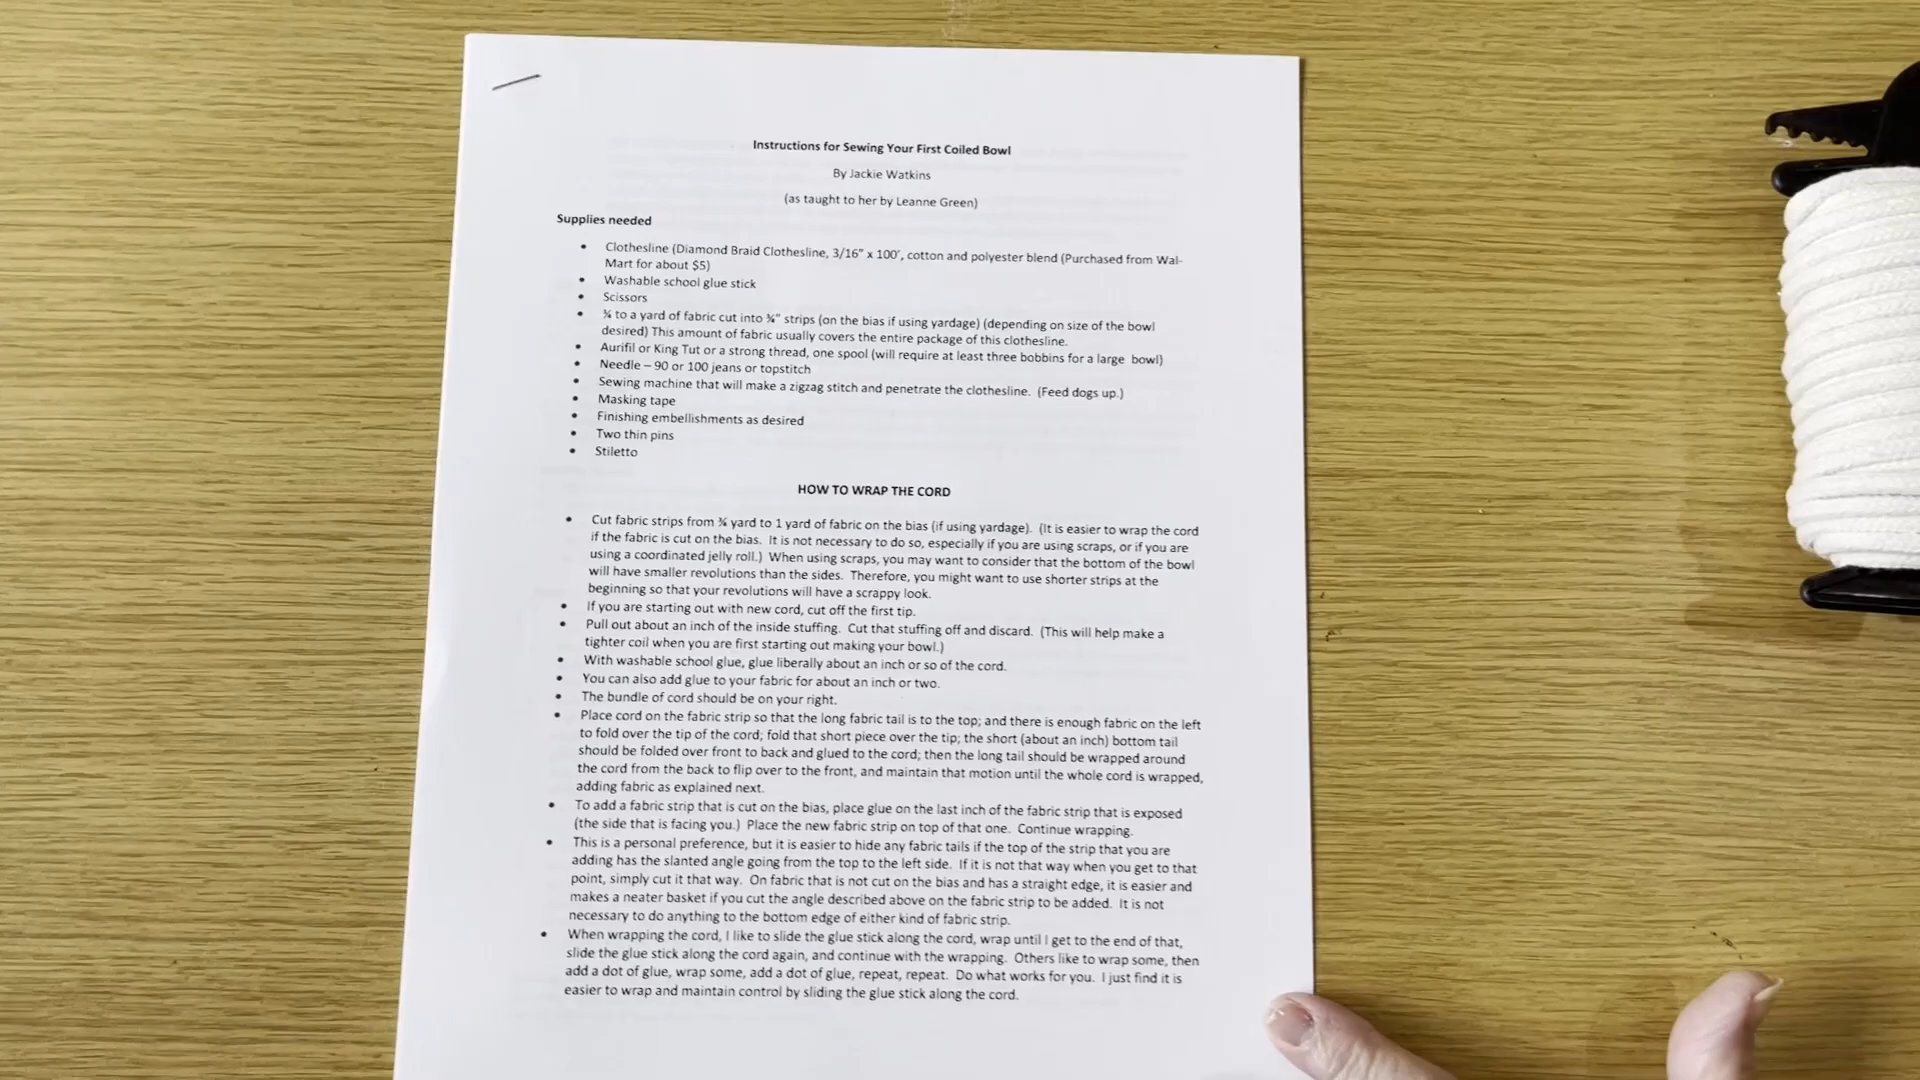 Instructions for Sewing Your First Coiled Bowl
By Jackie Watkins
(as taught to her by Leanne Green)
Supplies needed
• Clothesline (Diamond Braid Clothesline, 3/16" x 100', cotton and polyester blend (Purchased from Wal-
Mart for about $5)
• Washable school glue stick
• Scissors
• ¾ to a yard of fabric cut into ¾" strips (on the bias if using yardage) (depending on size of the bowl
desired) This amount of fabric usually covers the entire package of this clothesline.
• Aurifil or King Tut or a strong thread, one spool (will require at least three bobbins for a large bowl)
• Needle – 90 or 100 jeans or topstitch
• Sewing machine that will make a zigzag stitch and penetrate the clothesline. (Feed dogs up.)
• Masking tape
• Finishing embellishments as desired
• Two thin pins
• Stiletto
HOW TO WRAP THE CORD
• Cut fabric strips from ¾ yard to 1 yard of fabric on the bias (if using yardage). (It is easier to wrap the cord
if the fabric is cut on the bias. It is not necessary to do so, especially if you are using scraps, or if you are
using a coordinated jelly roll.) When using scraps, you may want to consider that the bottom of the bowl
will have smaller revolutions than the sides. Therefore, you might want to use shorter strips at the
beginning so that your revolutions will have a scrappy look.
• If you are starting out with new cord, cut off the first tip.
• Pull out about an inch of the inside stuffing. Cut that stuffing off and discard. (This will help make a
tighter coil when you are first starting out making your bowl.)
• With washable school glue, glue liberally about an inch or so of the cord.
• You can also add glue to your fabric for about an inch or two.
• The bundle of cord should be on your right.
• Place cord on the fabric strip so that the long fabric tail is to the top; and there is enough fabric on the left
to fold over the tip of the cord; fold that short piece over the tip; the short (about an inch) bottom tail
should be folded over front to back and glued to the cord; then the long tail should be wrapped around
the cord from the back to flip over to the front, and maintain that motion until the whole cord is wrapped,
adding fabric as explained next.
• To add a fabric strip that is cut on the bias, place glue on the last inch of the fabric strip that is exposed
(the side that is facing you.) Place the new fabric strip on top of that one. Continue wrapping.
• This is a personal preference, but it is easier to hide any fabric tails if the top of the strip that you are
adding has the slanted angle going from the top to the left side. If it is not that way when you get to that
point, simply cut it that way. On fabric that is not cut on the bias and has a straight edge, it is easier and
makes a neater basket if you cut the angle described above on the fabric strip to be added. It is not
necessary to do anything to the bottom edge of either kind of fabric strip.
• When wrapping the cord, I like to slide the glue stick along the cord, wrap until I get to the end of that,
slide the glue stick along the cord again, and continue with the wrapping. Others like to wrap some, then
add a dot of glue, wrap some, add a dot of glue, repeat, repeat. Do what works for you. I just find it is
easier to wrap and maintain control by sliding the glue stick along the cord.